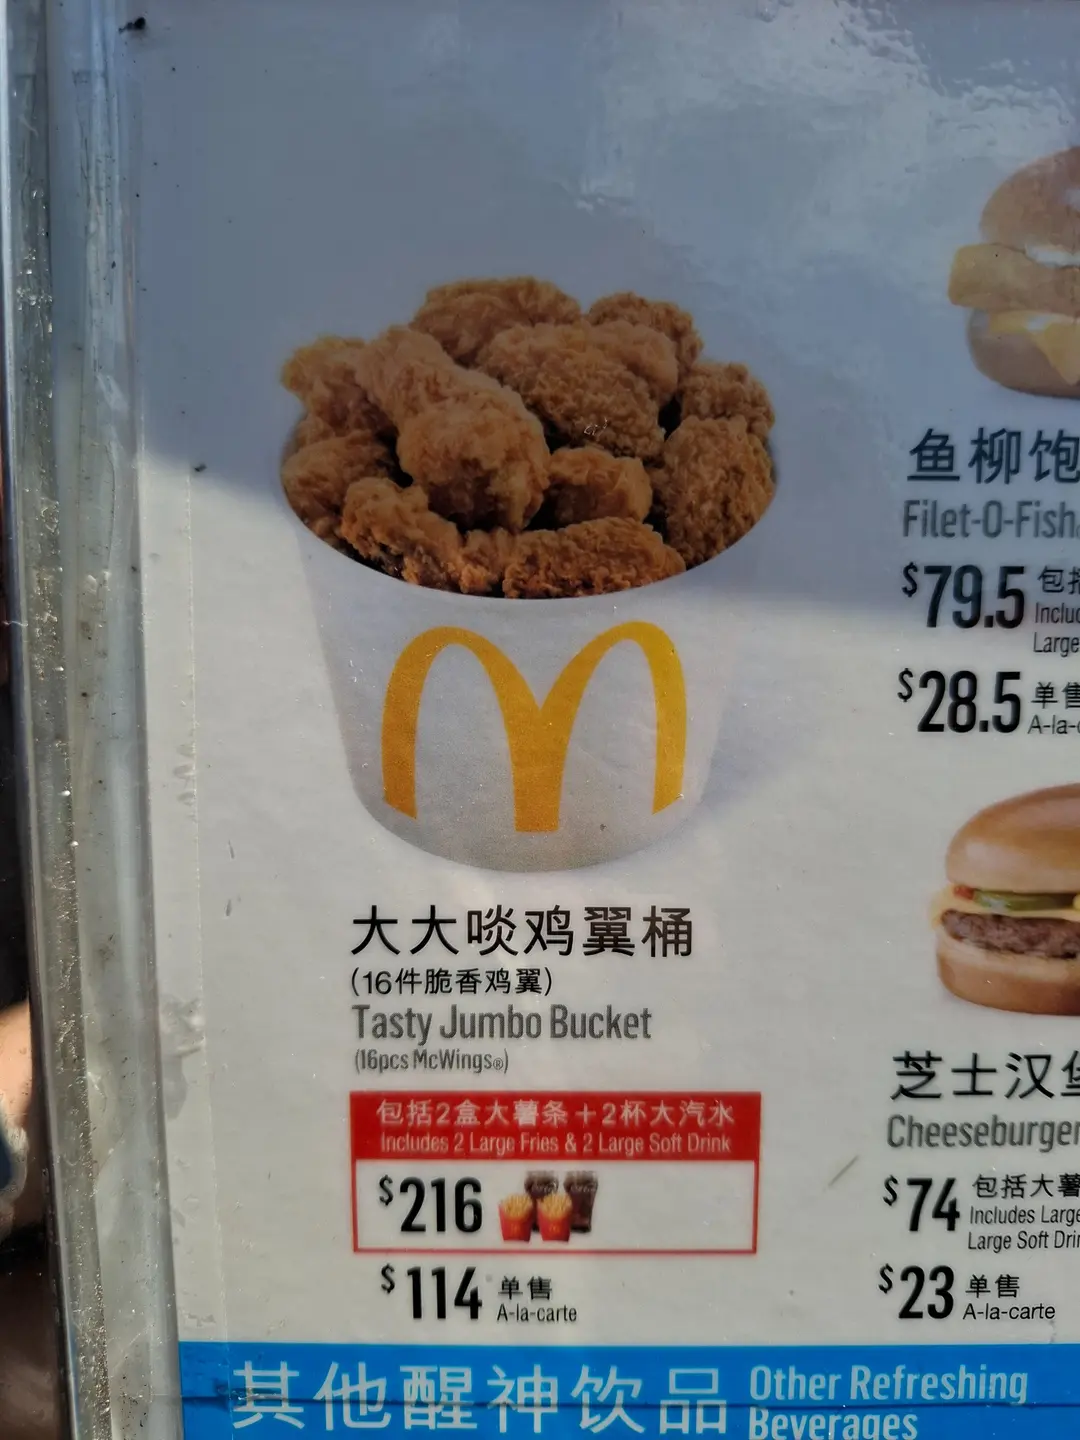 大大啖鸡翼桶
(16件脆香鸡翼)
Tasty Jumbo Bucket
(16pcs McWings®)
包括2盒大薯条+2杯大汽水
Includes 2 Large Fries & 2 Large Soft Drink
$216
$114 单售
A-la-carte
鱼柳饱
Filet-O-Fish
$79.5 包括
Large
$28.5 单售
芝士汉堡
Cheeseburger
$74 包括大薯
Includes Large
Large Soft
$23 单售
A-la-carte
其他醒神饮品 Other Refreshing
Beverages